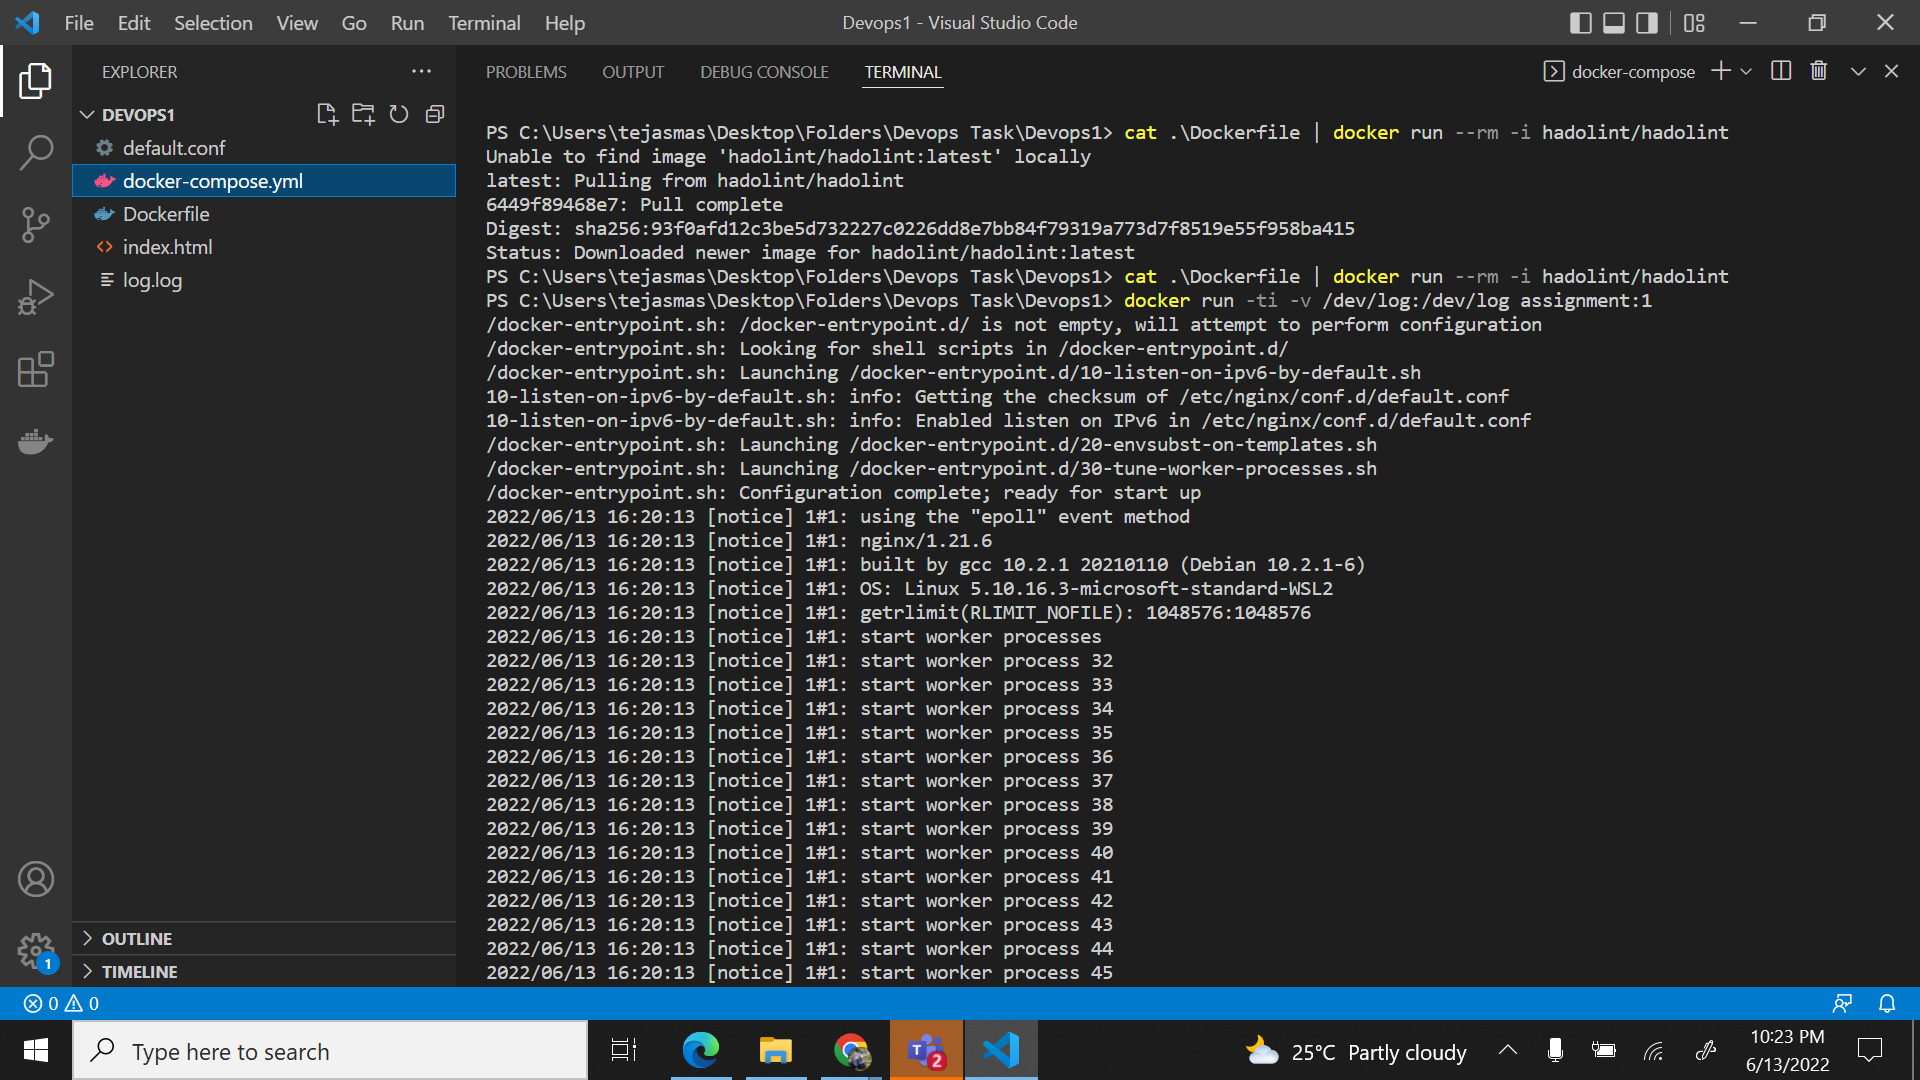 File Edit Selection View Go Run Terminal Help
Devops1 - Visual Studio Code
EXPLORER
DEVOPS1
default.conf
docker-compose.yml
Dockerfile
index.html
log.log
OUTLINE
TIMELINE
PROBLEMS OUTPUT DEBUG CONSOLE TERMINAL
docker-compose
PS C:\Users\tejasmas\Desktop\Folders\Devops Task\Devops1> cat .\Dockerfile | docker run --rm -i hadolint/hadolint
Unable to find image 'hadolint/hadolint:latest' locally
latest: Pulling from hadolint/hadolint
6449f89468e7: Pull complete
Digest: sha256:93f0afd12c3be5d732227c0226dd8e7bb84f79319a773d7f8519e55f958ba415
Status: Downloaded newer image for hadolint/hadolint:latest
PS C:\Users\tejasmas\Desktop\Folders\Devops Task\Devops1> cat .\Dockerfile | docker run --rm -i hadolint/hadolint
PS C:\Users\tejasmas\Desktop\Folders\Devops Task\Devops1> docker run -ti -v /dev/log:/dev/log assignment:1
/docker-entrypoint.sh: /docker-entrypoint.d/ is not empty, will attempt to perform configuration
/docker-entrypoint.sh: Looking for shell scripts in /docker-entrypoint.d/
/docker-entrypoint.sh: Launching /docker-entrypoint.d/10-listen-on-ipv6-by-default.sh
10-listen-on-ipv6-by-default.sh: info: Getting the checksum of /etc/nginx/conf.d/default.conf
10-listen-on-ipv6-by-default.sh: info: Enabled listen on IPv6 in /etc/nginx/conf.d/default.conf
/docker-entrypoint.sh: Launching /docker-entrypoint.d/20-envsubst-on-templates.sh
/docker-entrypoint.sh: Launching /docker-entrypoint.d/30-tune-worker-processes.sh
/docker-entrypoint.sh: Configuration complete; ready for start up
2022/06/13 16:20:13 [notice] 1#1: using the "epoll" event method
2022/06/13 16:20:13 [notice] 1#1: nginx/1.21.6
2022/06/13 16:20:13 [notice] 1#1: built by gcc 10.2.1 20210110 (Debian 10.2.1-6)
2022/06/13 16:20:13 [notice] 1#1: OS: Linux 5.10.16.3-microsoft-standard-WSL2
2022/06/13 16:20:13 [notice] 1#1: getrlimit(RLIMIT_NOFILE): 1048576:1048576
2022/06/13 16:20:13 [notice] 1#1: start worker processes
2022/06/13 16:20:13 [notice] 1#1: start worker process 32
2022/06/13 16:20:13 [notice] 1#1: start worker process 33
2022/06/13 16:20:13 [notice] 1#1: start worker process 34
2022/06/13 16:20:13 [notice] 1#1: start worker process 35
2022/06/13 16:20:13 [notice] 1#1: start worker process 36
2022/06/13 16:20:13 [notice] 1#1: start worker process 37
2022/06/13 16:20:13 [notice] 1#1: start worker process 38
2022/06/13 16:20:13 [notice] 1#1: start worker process 39
2022/06/13 16:20:13 [notice] 1#1: start worker process 40
2022/06/13 16:20:13 [notice] 1#1: start worker process 41
2022/06/13 16:20:13 [notice] 1#1: start worker process 42
2022/06/13 16:20:13 [notice] 1#1: start worker process 43
2022/06/13 16:20:13 [notice] 1#1: start worker process 44
2022/06/13 16:20:13 [notice] 1#1: start worker process 45
1
0 0
Type here to search
T 2
25°C Partly cloudy
10:23 PM
6/13/2022